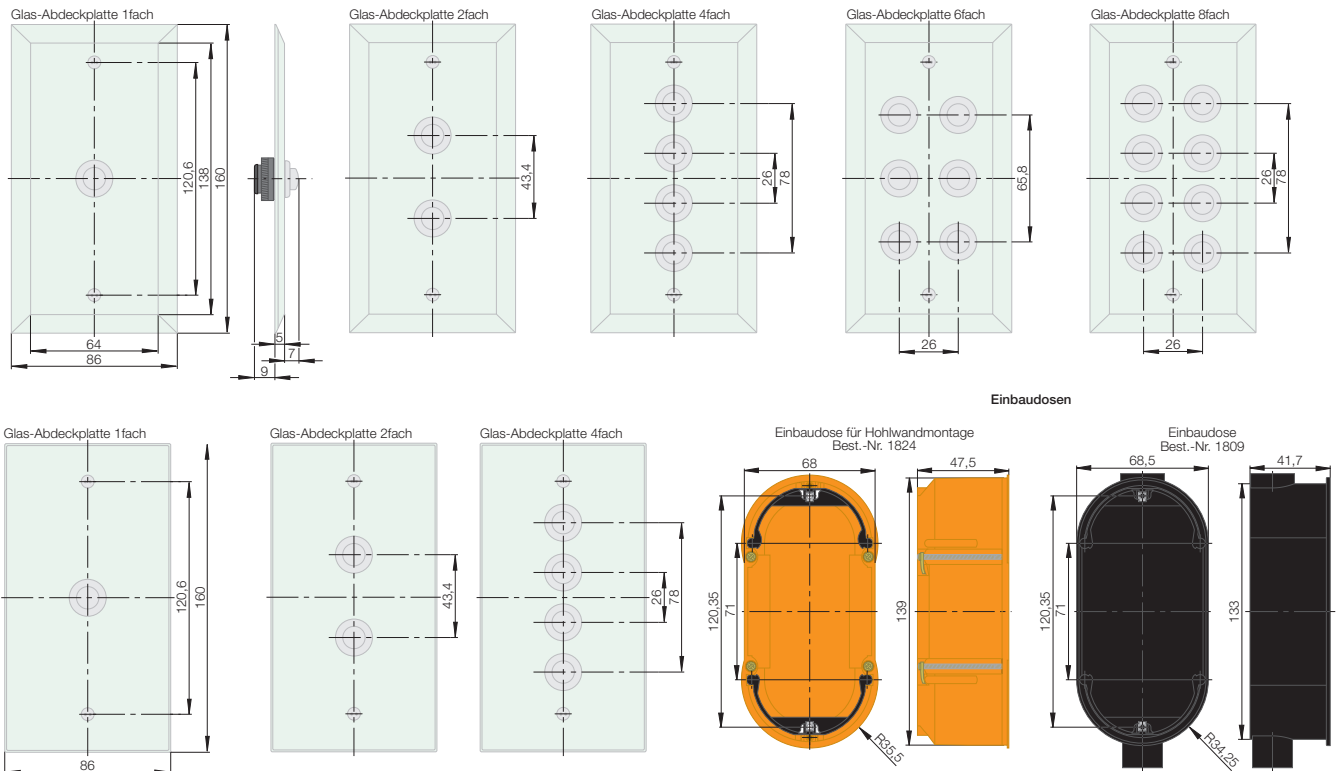 Glas-Abdeckplatte 1fach
Glas-Abdeckplatte 2fach
Glas-Abdeckplatte 4fach
Glas-Abdeckplatte 6fach
Glas-Abdeckplatte 8fach
120,6
138
160
64
86
5
7
9
43,4
26
78
65,8
26
26
78
26
Einbaudosen
Glas-Abdeckplatte 1fach
Glas-Abdeckplatte 2fach
Glas-Abdeckplatte 4fach
Einbaudose für Hohlwandmontage
Best.-Nr. 1824
Einbaudose
Best.-Nr. 1809
120,6
160
86
43,4
26
78
68
47,5
120,35
71
139
R35,5
68,5
41,7
120,35
71
133
R34,25